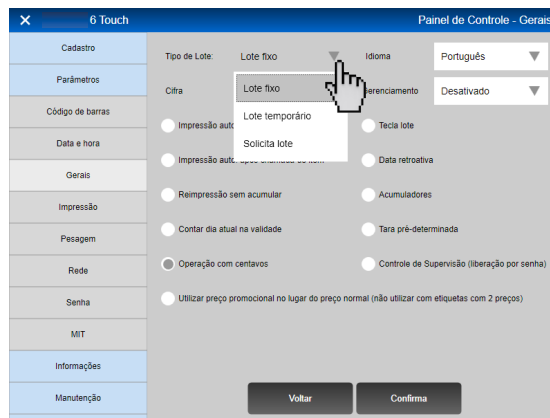 ✕ 6 Touch Painel de Controle - Gerais
Cadastro
Parâmetros
Código de barras
Data e hora
Gerais
Impressão
Pesagem
Rede
Senha
MIT
Informações
Manutenção
Tipo de Lote: Lote fixo Idioma Português
Cifra Lote fixo Desativado
Lote temporário
Solicita lote
Impressão Tecla lote
Impressão Data retroativa
Reimpressão sem acumular Acumuladores
Contar dia atual na validade Tara pré-determinada
Operação com centavos Controle de Supervisão (liberação por senha)
Utilizar preço promocional no lugar do preço normal (não utilizar com etiquetas com 2 preços)
Voltar Confirma